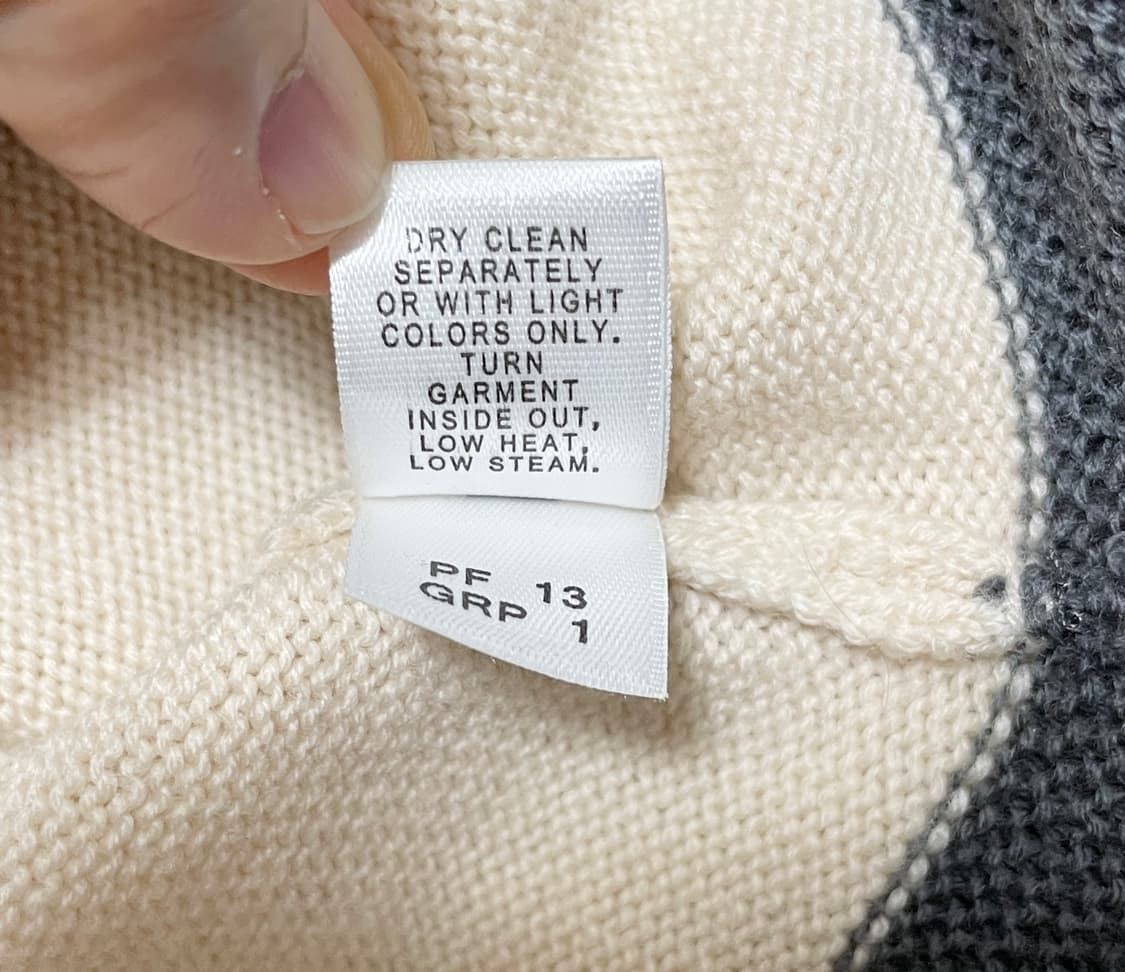 DRY CLEAN
SEPARATELY
OR WITH LIGHT
COLORS ONLY.
TURN
GARMENT
INSIDE OUT,
LOW HEAT,
LOW STEAM.
PF 13
GRP 1